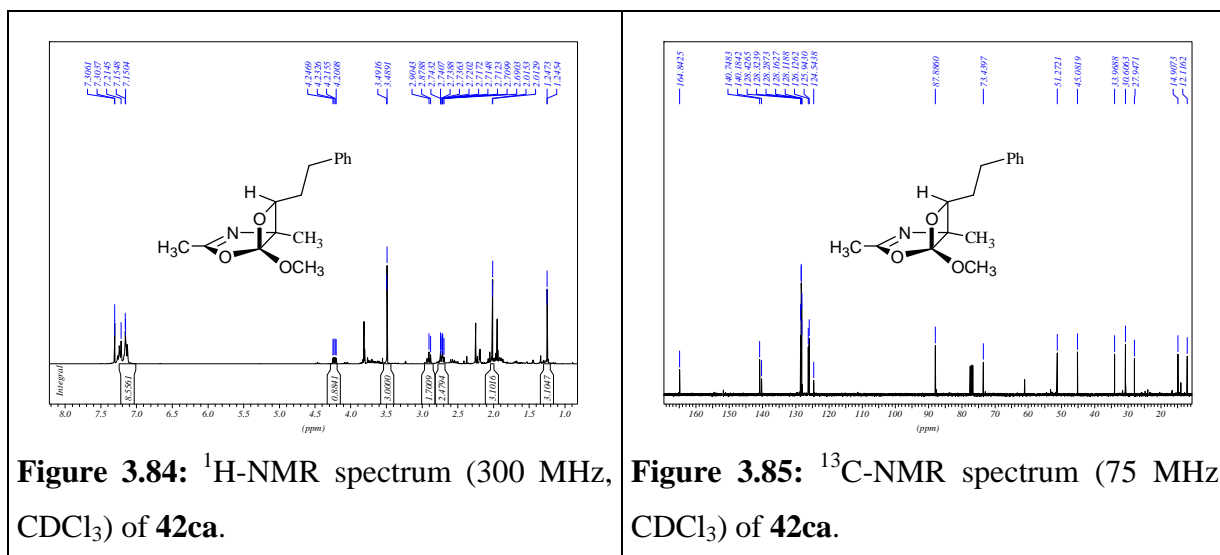 7.3061
7.3037
7.2145
7.1548
7.1504
4.2469
4.2326
4.2155
4.2008
3.4916
3.4891
2.9043
2.8788
2.7432
2.7407
2.7388
2.7363
2.7202
2.7172
2.7148
2.7123
2.7099
2.6903
2.0153
2.0129
1.2473
1.2454
Ph
H
O
N
CH3
H3C
O
OCH3
Integral
8.5561
0.8841
3.0000
1.7009
2.4794
3.1016
3.1047
8.0 7.5 7.0 6.5 6.0 5.5 5.0 4.5 4.0 3.5 3.0 2.5 2.0 1.5 1.0
(ppm)
Figure 3.84: ¹H-NMR spectrum (300 MHz,
CDCl₃) of 42ca.
164.8425
140.7483
140.1842
128.4265
128.3239
128.2873
128.1627
128.1188
126.1262
125.9430
124.5438
87.8860
73.4397
51.2721
45.0819
33.9688
30.6063
27.9471
14.9073
12.1162
Ph
H
O
N
CH3
H3C
O
OCH3
160 140 130 120 110 100 90 80 70 60 50 40 30 20
(ppm)
Figure 3.85: ¹³C-NMR spectrum (75 MHz
CDCl₃) of 42ca.